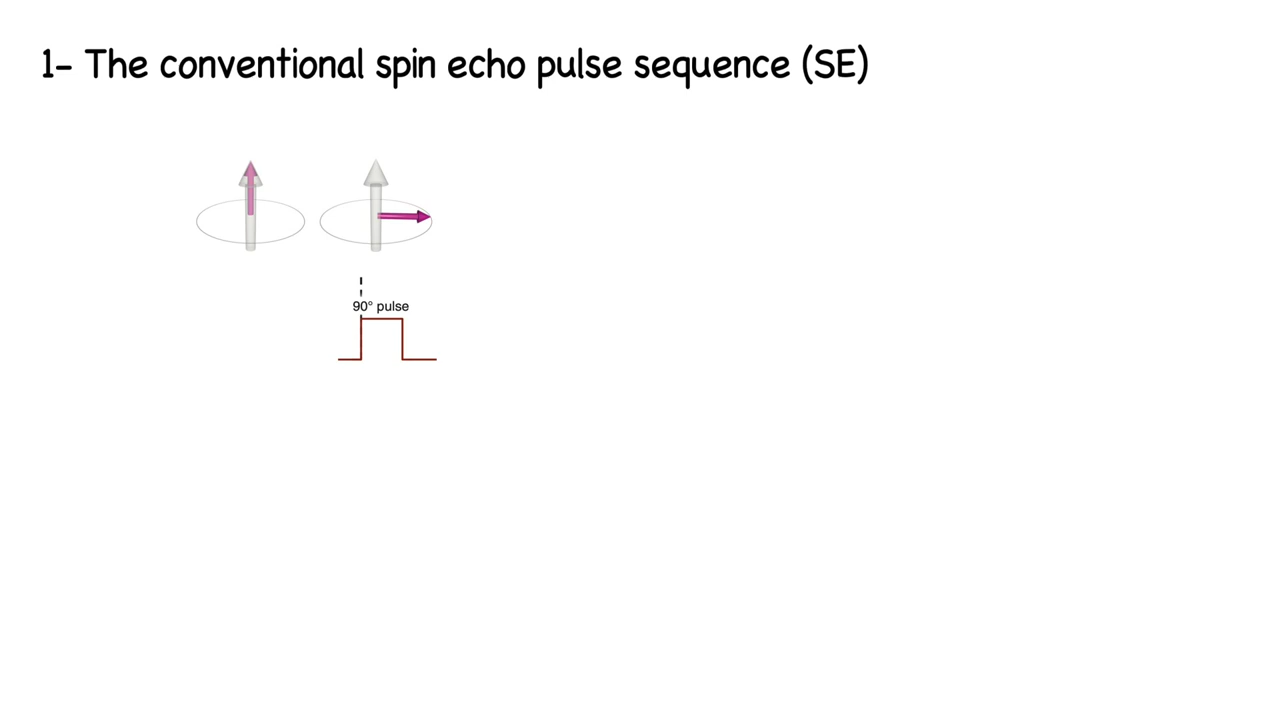 1- The conventional spin echo pulse sequence (SE)
90° pulse